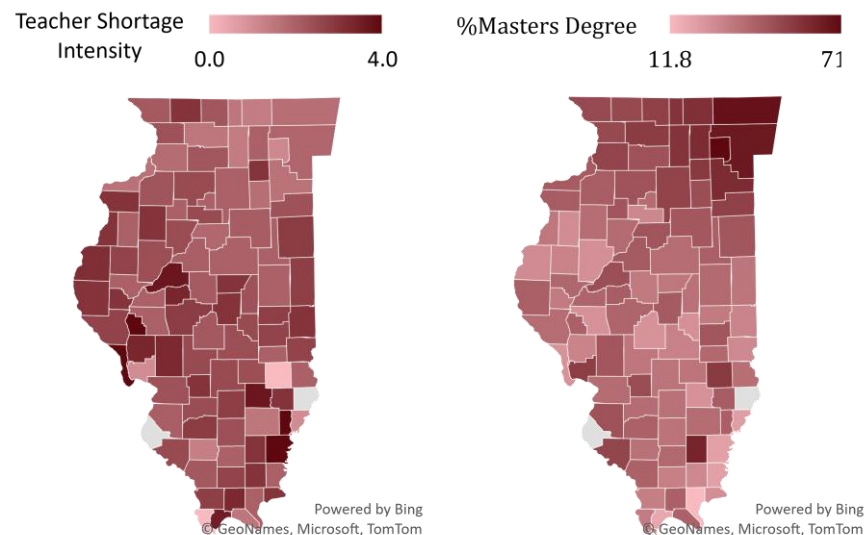 Teacher Shortage
Intensity
0.0
4.0
%Masters Degree
11.8
71
Powered by Bing
© GeoNames, Microsoft, TomTom
Powered by Bing
© GeoNames, Microsoft, TomTom